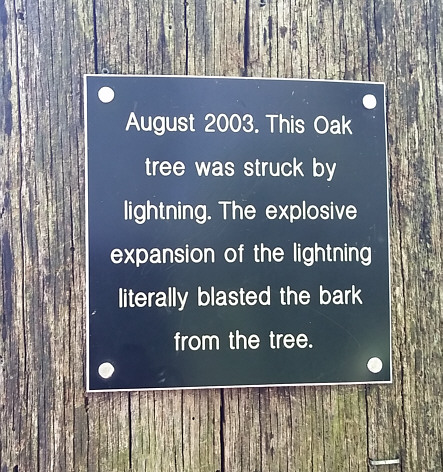 August 2003. This Oak
tree was struck by
lightning. The explosive
expansion of the lightning
literally blasted the bark
from the tree.